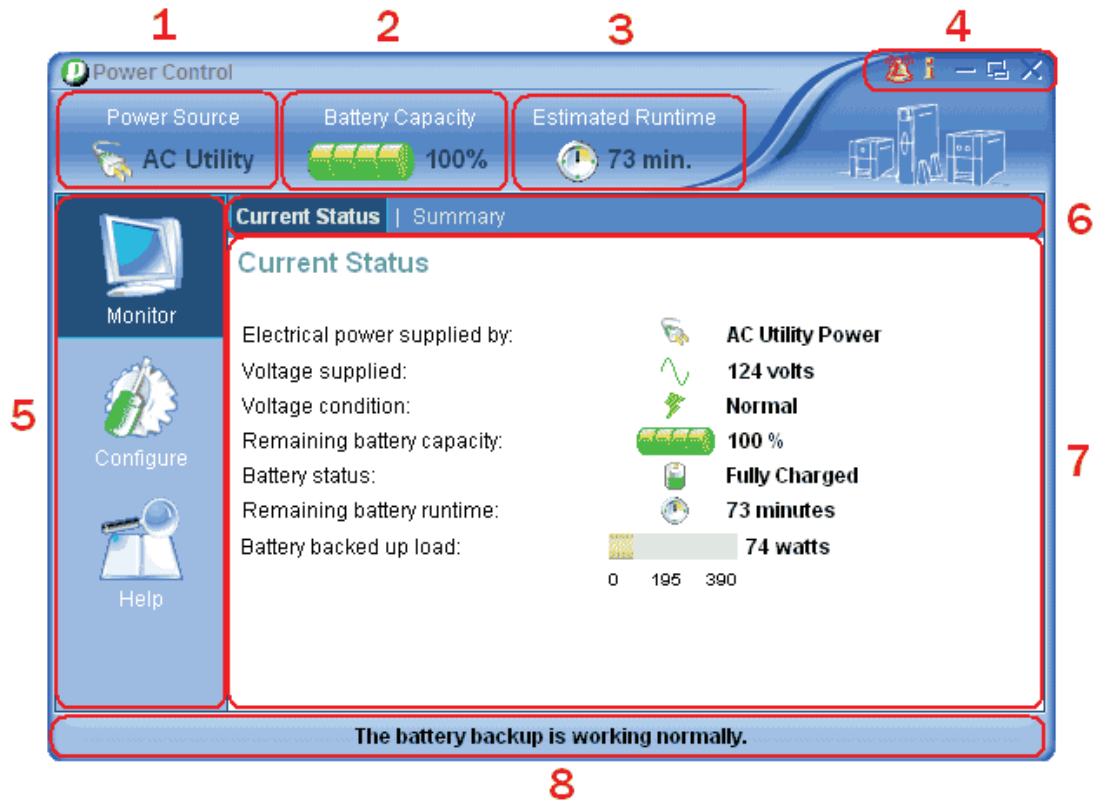 1 2 3 4
Power Control
Power Source Battery Capacity Estimated Runtime
AC Utility 100% 73 min.
Current Status | Summary 6
Current Status
Monitor
Electrical power supplied by: AC Utility Power
Voltage supplied: 124 volts
Voltage condition: Normal
5
Configure
Remaining battery capacity: 100 %
7
Battery status: Fully Charged
Remaining battery runtime: 73 minutes
Battery backed up load: 74 watts
0 195 390
Help
The battery backup is working normally.
8